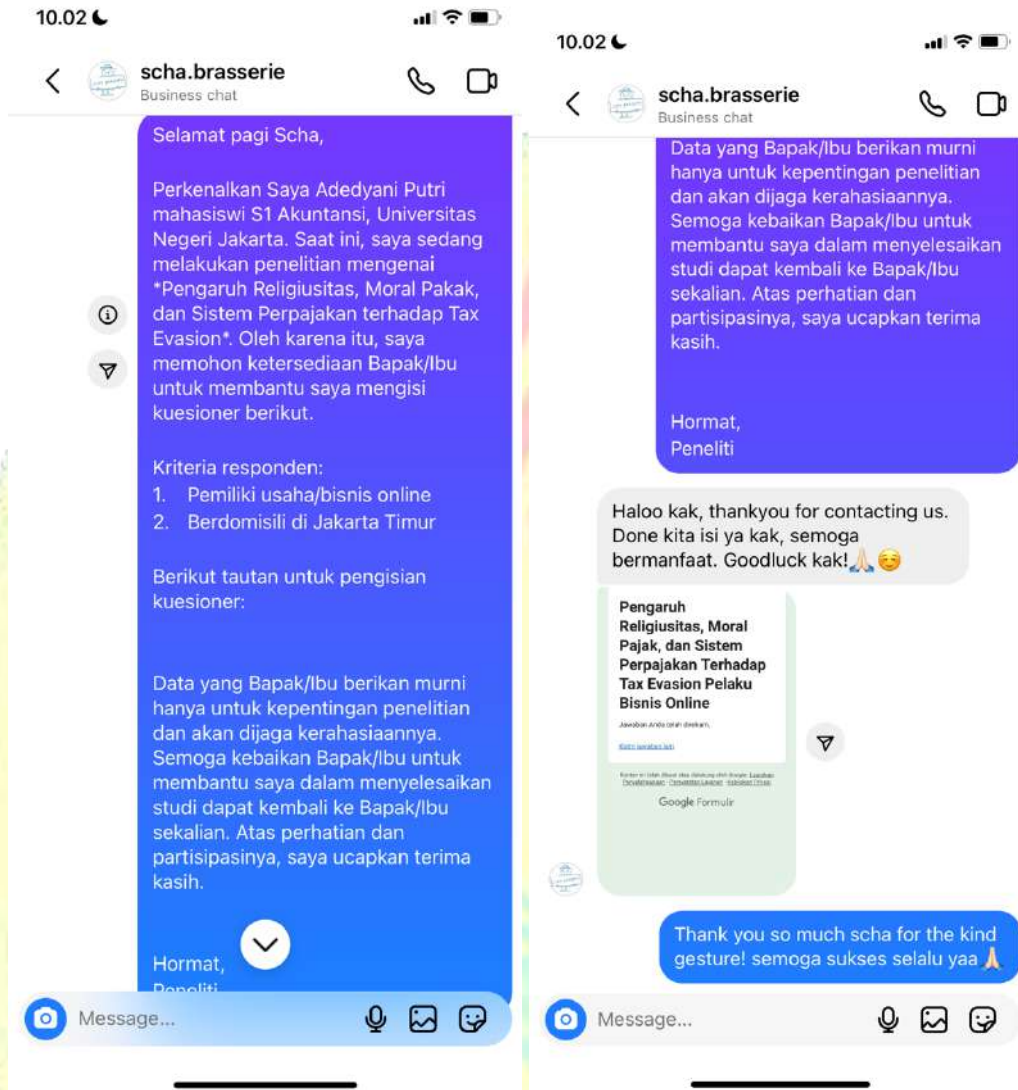 10.02
scha.brasserie
Business chat
Selamat pagi Scha,
Perkenalkan Saya Adedyani Putri
mahasiswi S1 Akuntansi, Universitas
Negeri Jakarta. Saat ini, saya sedang
melakukan penelitian mengenai
*Pengaruh Religiusitas, Moral Pakak,
dan Sistem Perpajakan terhadap Tax
Evasion*. Oleh karena itu, saya
memohon ketersediaan Bapak/Ibu
untuk membantu saya mengisi
kuesioner berikut.
Kriteria responden:
1. Pemiliki usaha/bisnis online
2. Berdomisili di Jakarta Timur
Berikut tautan untuk pengisian
kuesioner:
Data yang Bapak/Ibu berikan murni
hanya untuk kepentingan penelitian
dan akan dijaga kerahasiaannya.
Semoga kebaikan Bapak/Ibu untuk
membantu saya dalam menyelesaikan
studi dapat kembali ke Bapak/Ibu
sekalian. Atas perhatian dan
partisipasinya, saya ucapkan terima
kasih.
Hormat,
Peneliti
Message...
10.02
scha.brasserie
Business chat
Data yang Bapak/Ibu berikan murni
hanya untuk kepentingan penelitian
dan akan dijaga kerahasiaannya.
Semoga kebaikan Bapak/Ibu untuk
membantu saya dalam menyelesaikan
studi dapat kembali ke Bapak/Ibu
sekalian. Atas perhatian dan
partisipasinya, saya ucapkan terima
kasih.
Hormat,
Peneliti
Haloo kak, thankyou for contacting us.
Done kita isi ya kak, semoga
bermanfaat. Goodluck kak!🙏🏻☺️
Pengaruh
Religiusitas, Moral
Pajak, dan Sistem
Perpajakan Terhadap
Tax Evasion Pelaku
Bisnis Online
Jawaban Anda telah direkam.
Google Formulir
Thank you so much scha for the kind
gesture! semoga sukses selalu yaa 🙏🏻
Message...